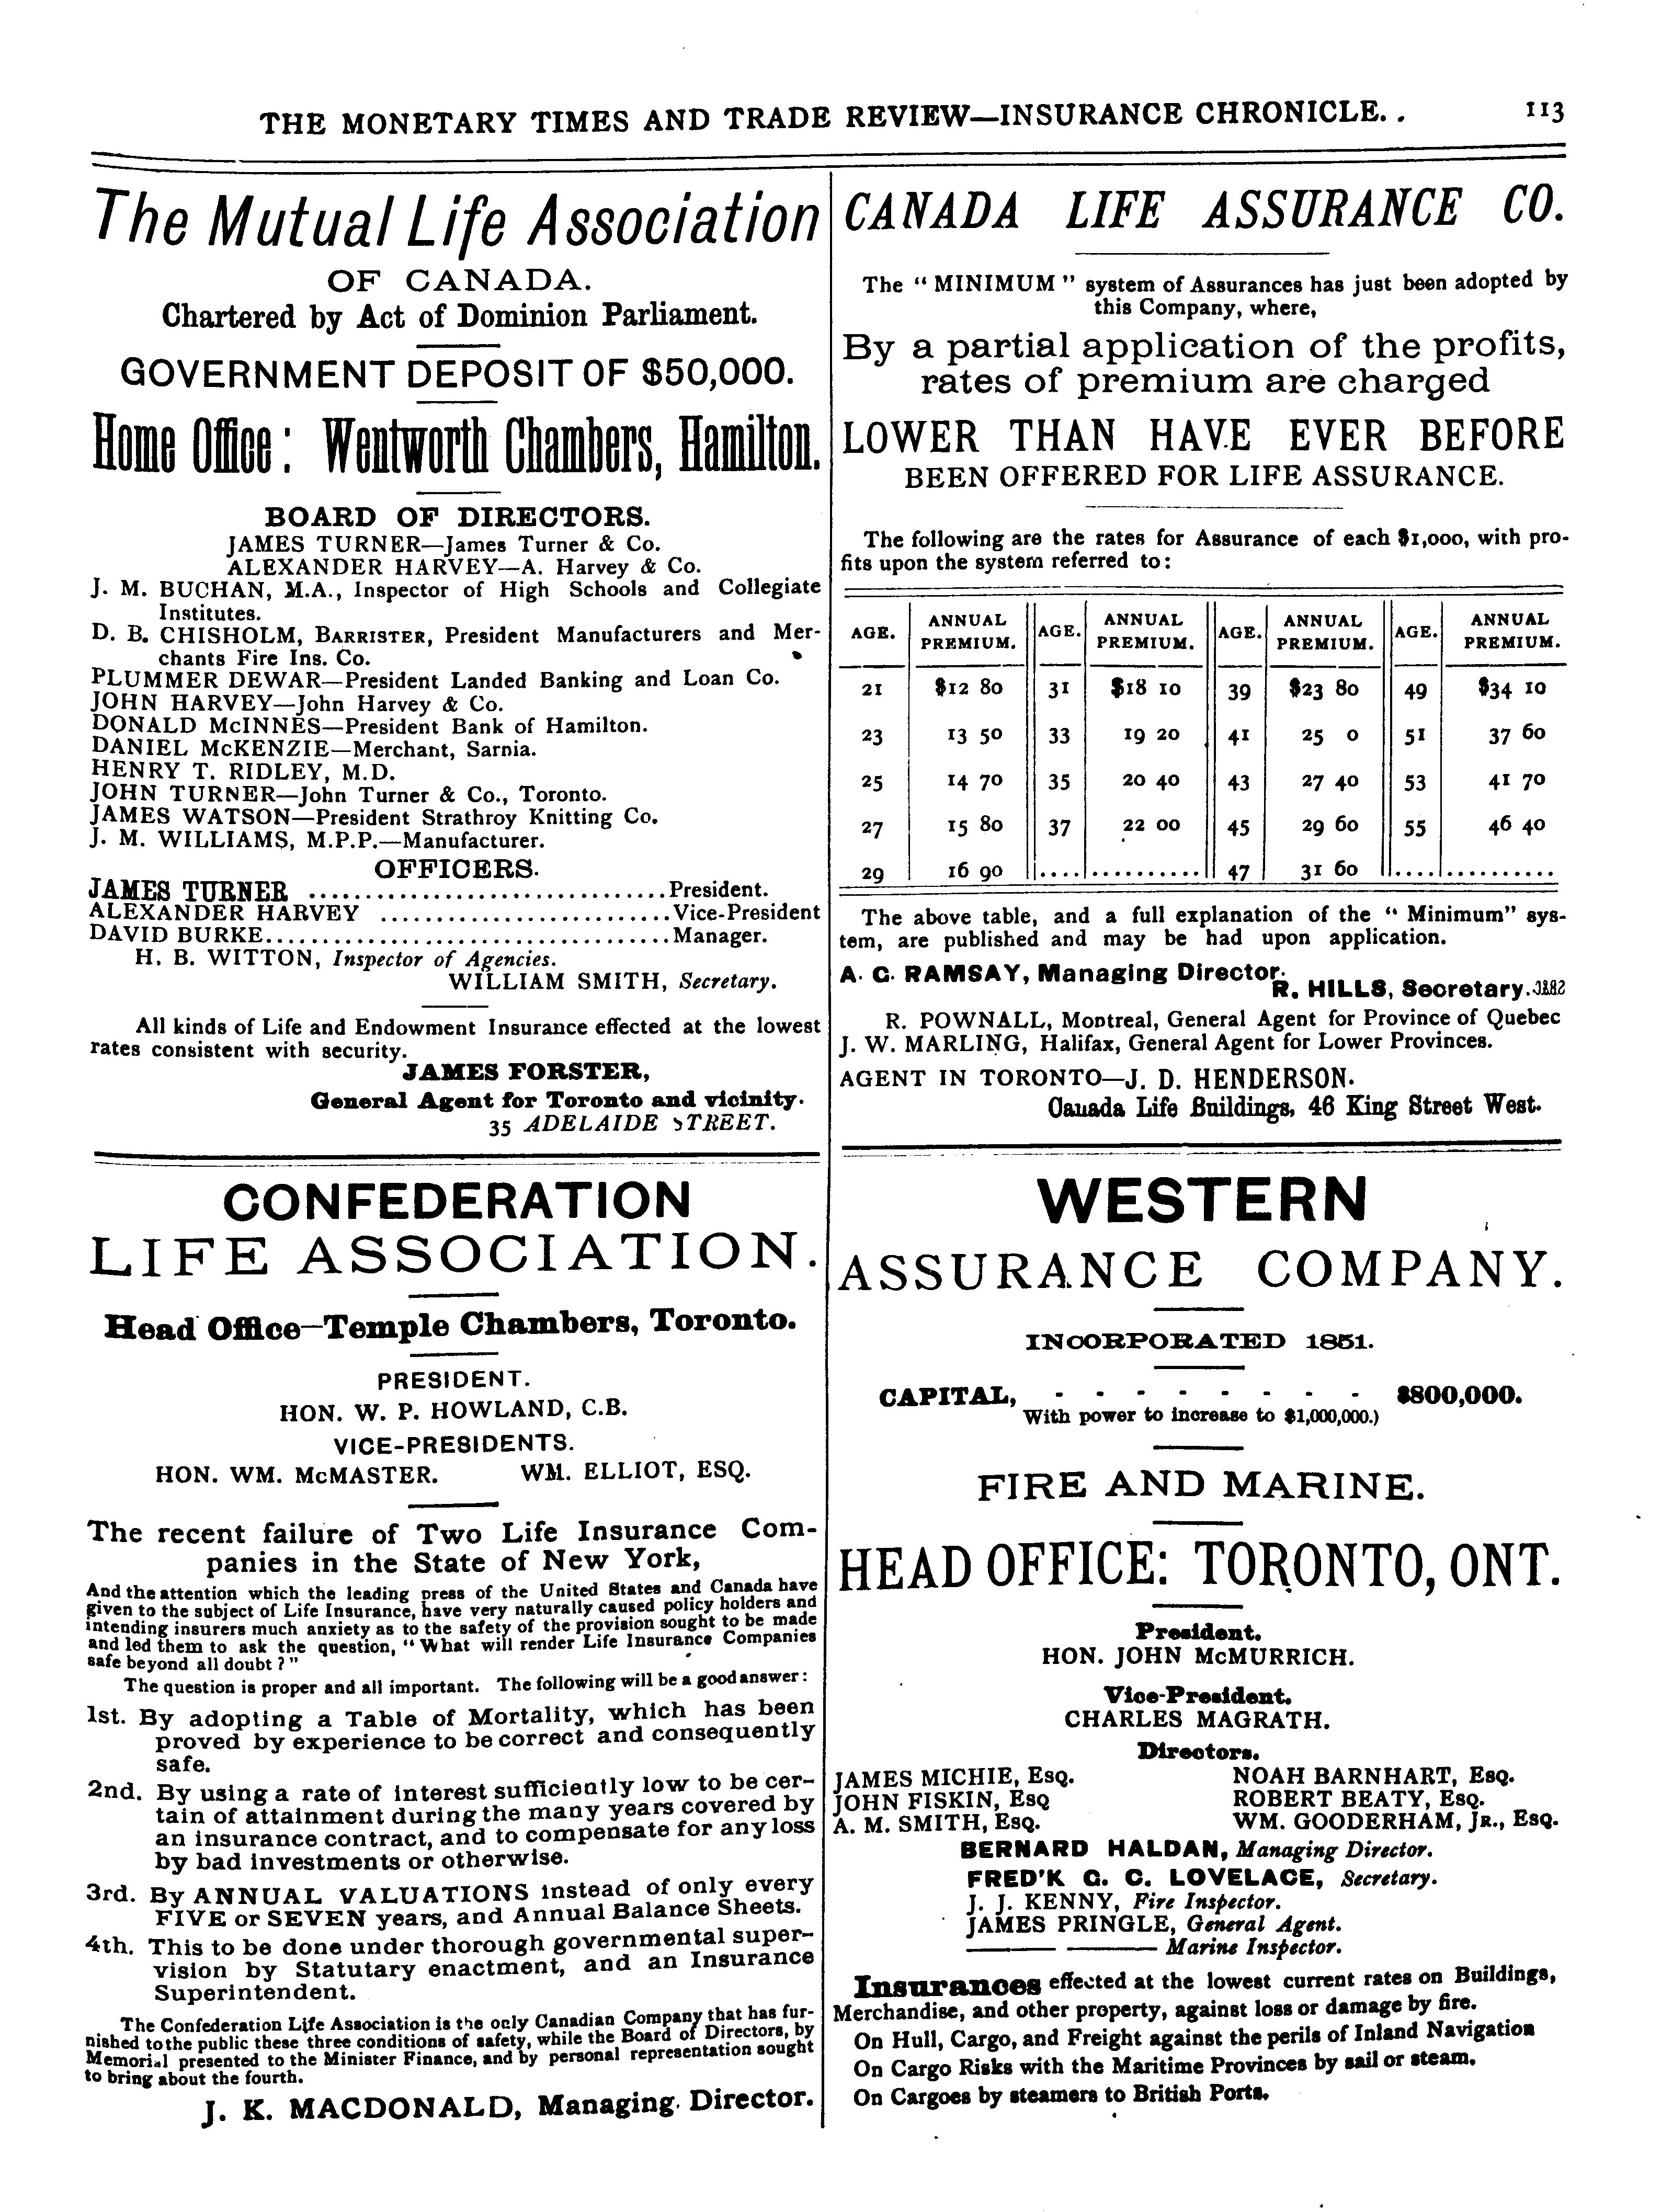 THE MONETARY TIMES AND TRADE REVIEW—INSURANCE CHRONICLE. . 113
The Mutual Life Association
OF CANADA.
Chartered by Act of Dominion Parliament.
GOVERNMENT DEPOSIT OF $50,000.
Home Office: Wentworth Chambers, Hamilton.
BOARD OF DIRECTORS.
JAMES TURNER—James Turner & Co.
ALEXANDER HARVEY—A. Harvey & Co.
J. M. BUCHAN, M.A., Inspector of High Schools and Collegiate
Institutes.
D. B. CHISHOLM, BARRISTER, President Manufacturers and Mer-
chants Fire Ins. Co.
PLUMMER DEWAR—President Landed Banking and Loan Co.
JOHN HARVEY—John Harvey & Co.
DONALD McINNES—President Bank of Hamilton.
DANIEL McKENZIE—Merchant, Sarnia.
HENRY T. RIDLEY, M.D.
JOHN TURNER—John Turner & Co., Toronto.
JAMES WATSON—President Strathroy Knitting Co.
J. M. WILLIAMS, M.P.P.—Manufacturer.
OFFICERS.
JAMES TURNER ................................ President.
ALEXANDER HARVEY .......................... Vice-President
DAVID BURKE.................................... Manager.
H. B. WITTON, Inspector of Agencies.
WILLIAM SMITH, Secretary.
All kinds of Life and Endowment Insurance effected at the lowest
rates consistent with security.
JAMES FORSTER,
General Agent for Toronto and vicinity.
35 ADELAIDE STREET.
CONFEDERATION
LIFE ASSOCIATION.
Head Office—Temple Chambers, Toronto.
PRESIDENT.
HON. W. P. HOWLAND, C.B.
VICE-PRESIDENTS.
HON. WM. McMASTER. WM. ELLIOT, ESQ.
The recent failure of Two Life Insurance Com-
panies in the State of New York,
And the attention which the leading press of the United States and Canada have
given to the subject of Life Insurance, have very naturally caused policy holders and
intending insurers much anxiety as to the safety of the provision sought to be made
and led them to ask the question, "What will render Life Insurance Companies
safe beyond all doubt?"
The question is proper and all important. The following will be a good answer:
1st. By adopting a Table of Mortality, which has been
proved by experience to be correct and consequently
safe.
2nd. By using a rate of interest sufficiently low to be cer-
tain of attainment during the many years covered by
an insurance contract, and to compensate for any loss
by bad investments or otherwise.
3rd. By ANNUAL VALUATIONS instead of only every
FIVE or SEVEN years, and Annual Balance Sheets.
4th. This to be done under thorough governmental super-
vision by Statutary enactment, and an Insurance
Superintendent.
The Confederation Life Association is the only Canadian Company that has fur-
nished to the public these three conditions of safety, while the Board of Directors, by
Memorial presented to the Minister Finance, and by personal representation sought
to bring about the fourth.
J. K. MACDONALD, Managing Director.
CANADA LIFE ASSURANCE CO.
The "MINIMUM" system of Assurances has just been adopted by
this Company, where,
By a partial application of the profits,
rates of premium are charged
LOWER THAN HAVE EVER BEFORE
BEEN OFFERED FOR LIFE ASSURANCE.
The following are the rates for Assurance of each $1,000, with pro-
fits upon the system referred to:
AGE. ANNUAL PREMIUM. AGE. ANNUAL PREMIUM. AGE. ANNUAL PREMIUM. AGE. ANNUAL PREMIUM.
21 $12 80 31 $18 10 39 $23 80 49 $34 10
23 13 50 33 19 20 41 25 0 51 37 60
25 14 70 35 20 40 43 27 40 53 41 70
27 15 80 37 22 00 45 29 60 55 46 40
29 16 90 .... .......... 47 31 60 .... ..........
The above table, and a full explanation of the "Minimum" sys-
tem, are published and may be had upon application.
A. G. RAMSAY, Managing Director.
R. HILLS, Secretary.
R. POWNALL, Montreal, General Agent for Province of Quebec
J. W. MARLING, Halifax, General Agent for Lower Provinces.
AGENT IN TORONTO—J. D. HENDERSON.
Canada Life Buildings, 46 King Street West.
WESTERN
ASSURANCE COMPANY.
INCORPORATED 1851.
CAPITAL, - - - - - - - - $800,000.
With power to increase to $1,000,000.)
FIRE AND MARINE.
HEAD OFFICE: TORONTO, ONT.
President.
HON. JOHN McMURRICH.
Vice-President.
CHARLES MAGRATH.
Directors.
JAMES MICHIE, ESQ. NOAH BARNHART, ESQ.
JOHN FISKIN, ESQ ROBERT BEATY, ESQ.
A. M. SMITH, ESQ. WM. GOODERHAM, JR., ESQ.
BERNARD HALDAN, Managing Director.
FRED'K G. C. LOVELACE, Secretary.
J. J. KENNY, Fire Inspector.
JAMES PRINGLE, General Agent.
——— ——— Marine Inspector.
Insurances effected at the lowest current rates on Buildings,
Merchandise, and other property, against loss or damage by fire.
On Hull, Cargo, and Freight against the perils of Inland Navigation
On Cargo Risks with the Maritime Provinces by sail or steam.
On Cargoes by steamers to British Ports.